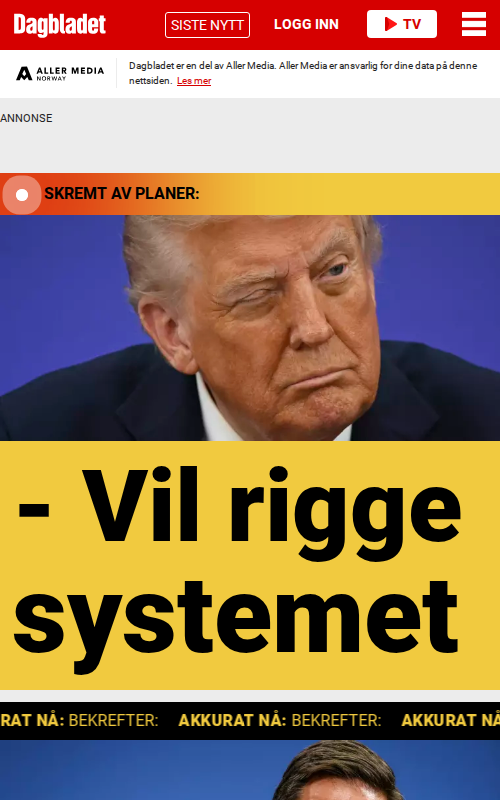 Dagbladet
SISTE NYTT
LOGG INN
TV
ALLER MEDIA
NORWAY
Dagbladet er en del av Aller Media. Aller Media er ansvarlig for dine data på denne
nettsiden. Les mer
ANNONSE
SKREMT AV PLANER:
- Vil rigge
systemet
RAT NÅ: BEKREFTER: AKKURAT NÅ: BEKREFTER: AKKURAT NÅ